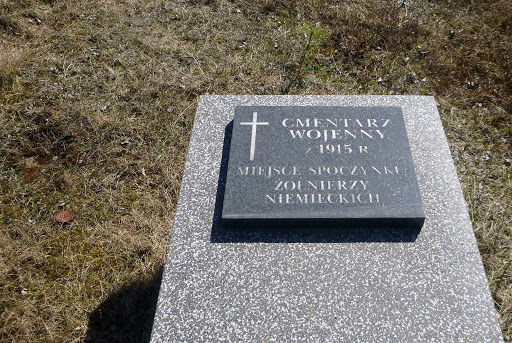 CMENTARZ
WOJENNY
z 1915 R
MIEJSCE SPOCZYNKU
ŻOŁNIERZY
NIEMIECKICH